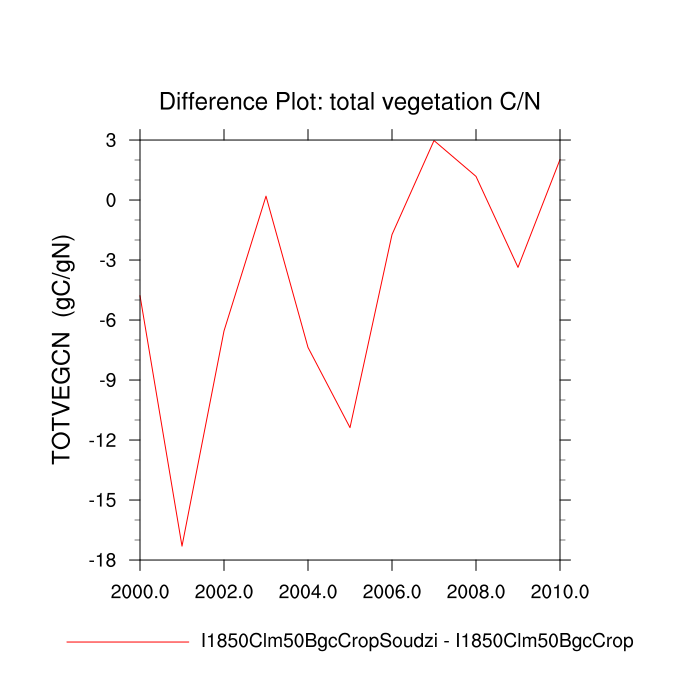 Difference Plot: total vegetation C/N
TOTVEGCN (gC/gN)
3
0
-3
-6
-9
-12
-15
-18
2000.0 2002.0 2004.0 2006.0 2008.0 2010.0
I1850Clm50BgcCropSoudzi - I1850Clm50BgcCrop